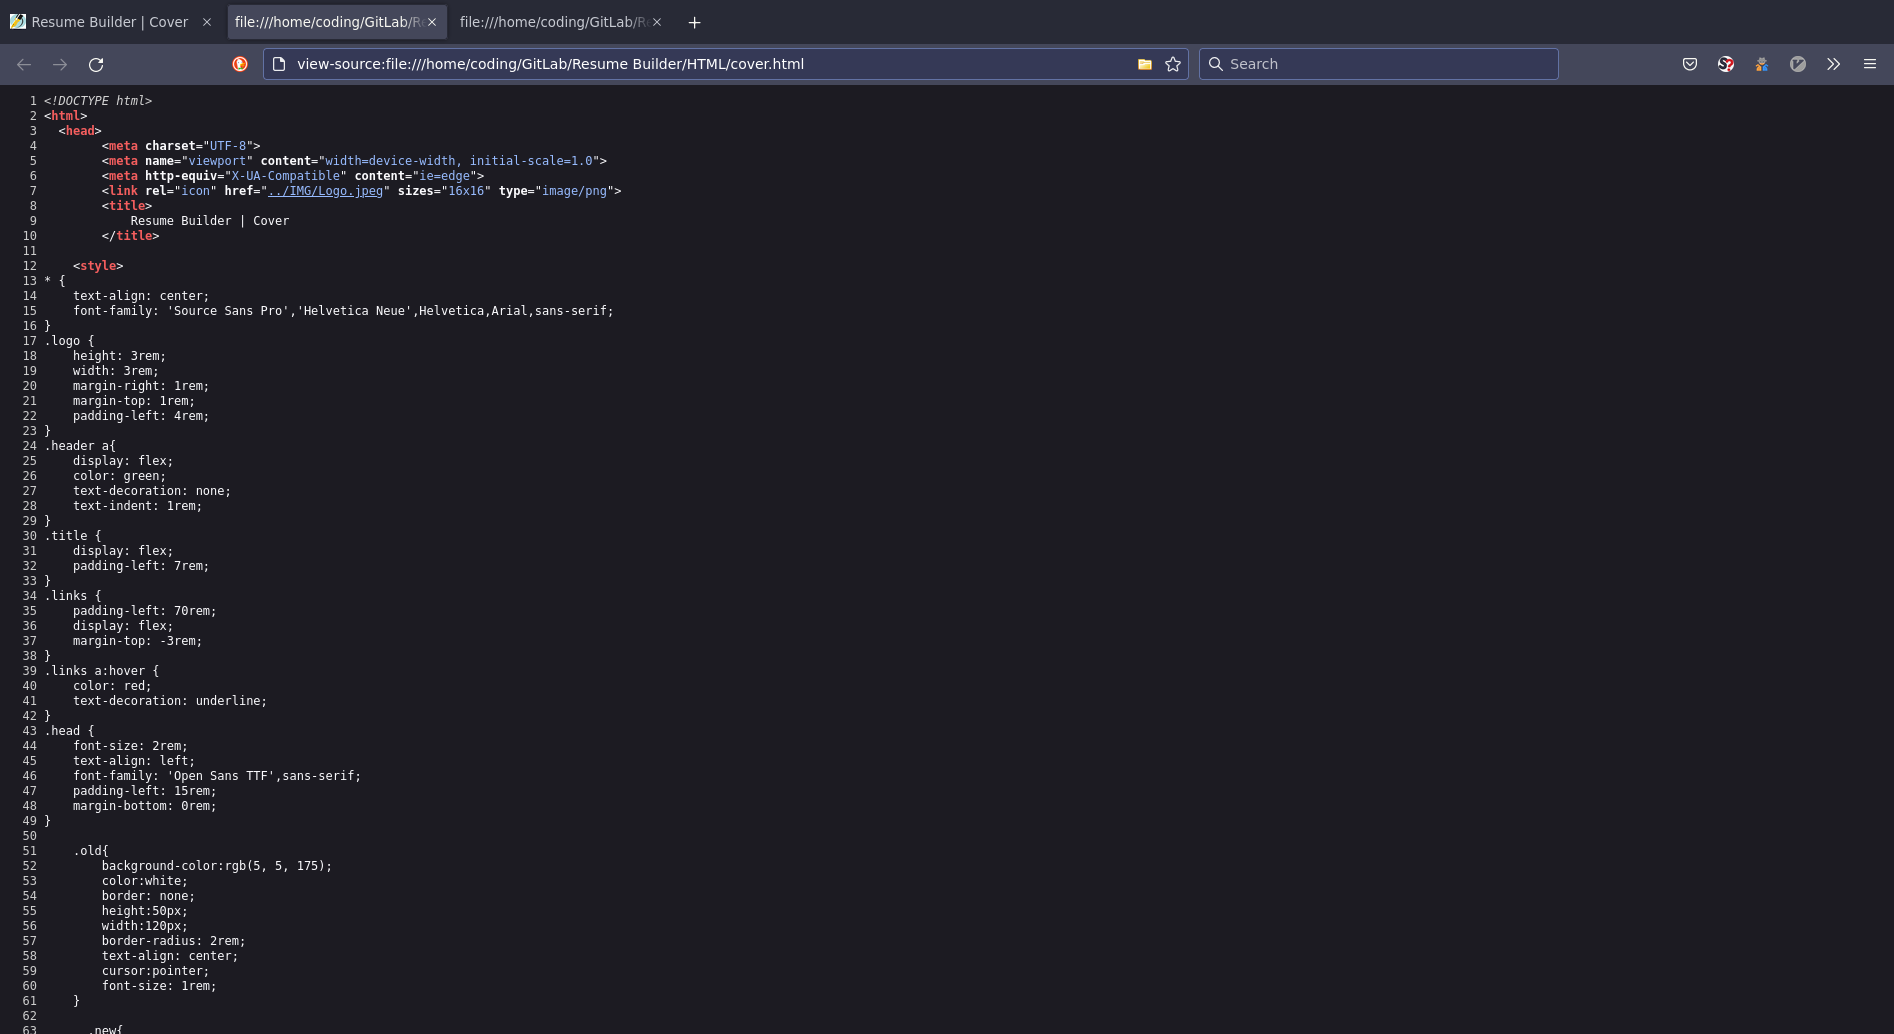 Resume Builder | Cover
file:///home/coding/GitLab/Re
file:///home/coding/GitLab/Re
view-source:file:///home/coding/GitLab/Resume Builder/HTML/cover.html
Search
1 <!DOCTYPE html>
2 <html>
3   <head>
4         <meta charset="UTF-8">
5         <meta name="viewport" content="width=device-width, initial-scale=1.0">
6         <meta http-equiv="X-UA-Compatible" content="ie=edge">
7         <link rel="icon" href="../IMG/Logo.jpeg" sizes="16x16" type="image/png">
8         <title>
9             Resume Builder | Cover
10         </title>
11
12     <style>
13 * {
14     text-align: center;
15     font-family: 'Source Sans Pro','Helvetica Neue',Helvetica,Arial,sans-serif;
16 }
17 .logo {
18     height: 3rem;
19     width: 3rem;
20     margin-right: 1rem;
21     margin-top: 1rem;
22     padding-left: 4rem;
23 }
24 .header a{
25     display: flex;
26     color: green;
27     text-decoration: none;
28     text-indent: 1rem;
29 }
30 .title {
31     display: flex;
32     padding-left: 7rem;
33 }
34 .links {
35     padding-left: 70rem;
36     display: flex;
37     margin-top: -3rem;
38 }
39 .links a:hover {
40     color: red;
41     text-decoration: underline;
42 }
43 .head {
44     font-size: 2rem;
45     text-align: left;
46     font-family: 'Open Sans TTF',sans-serif;
47     padding-left: 15rem;
48     margin-bottom: 0rem;
49 }
50
51     .old{
52         background-color:rgb(5, 5, 175);
53         color:white;
54         border: none;
55         height:50px;
56         width:120px;
57         border-radius: 2rem;
58         text-align: center;
59         cursor:pointer;
60         font-size: 1rem;
61     }
62
63       .new{